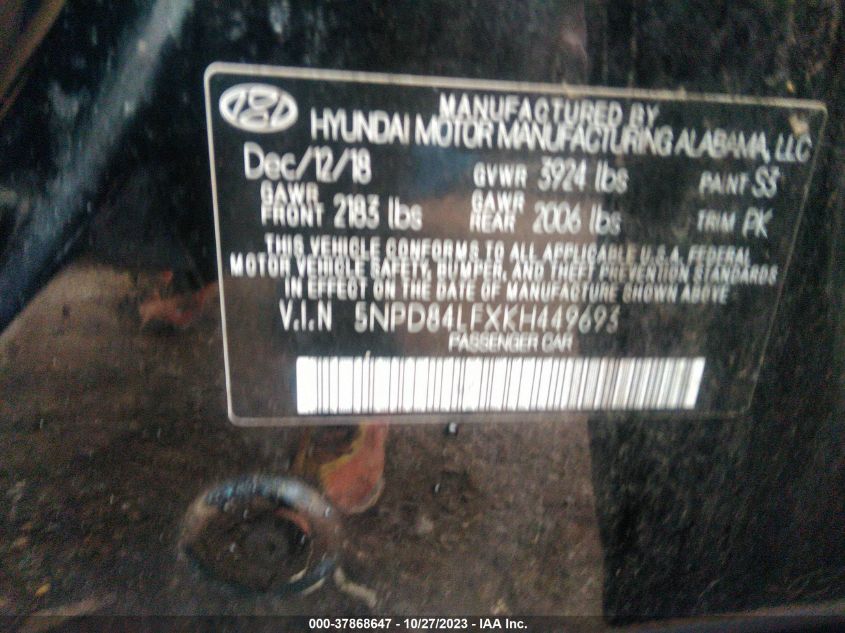 MANUFACTURED BY
HYUNDAI MOTOR MANUFACTURING ALABAMA, LLC
Dec/12/18 GVWR 3924 lbs PAINT S3
GAWR FRONT 2183 lbs GAWR REAR 2006 lbs TRIM PK
THIS VEHICLE CONFORMS TO ALL APPLICABLE U.S.A. FEDERAL
MOTOR VEHICLE SAFETY, BUMPER, AND THEFT PREVENTION STANDARDS
IN EFFECT ON THE DATE OF MANUFACTURE SHOWN ABOVE.
V.I.N 5NPD84LFXKH449693
PASSENGER CAR
000-37868647 - 10/27/2023 - IAA Inc.